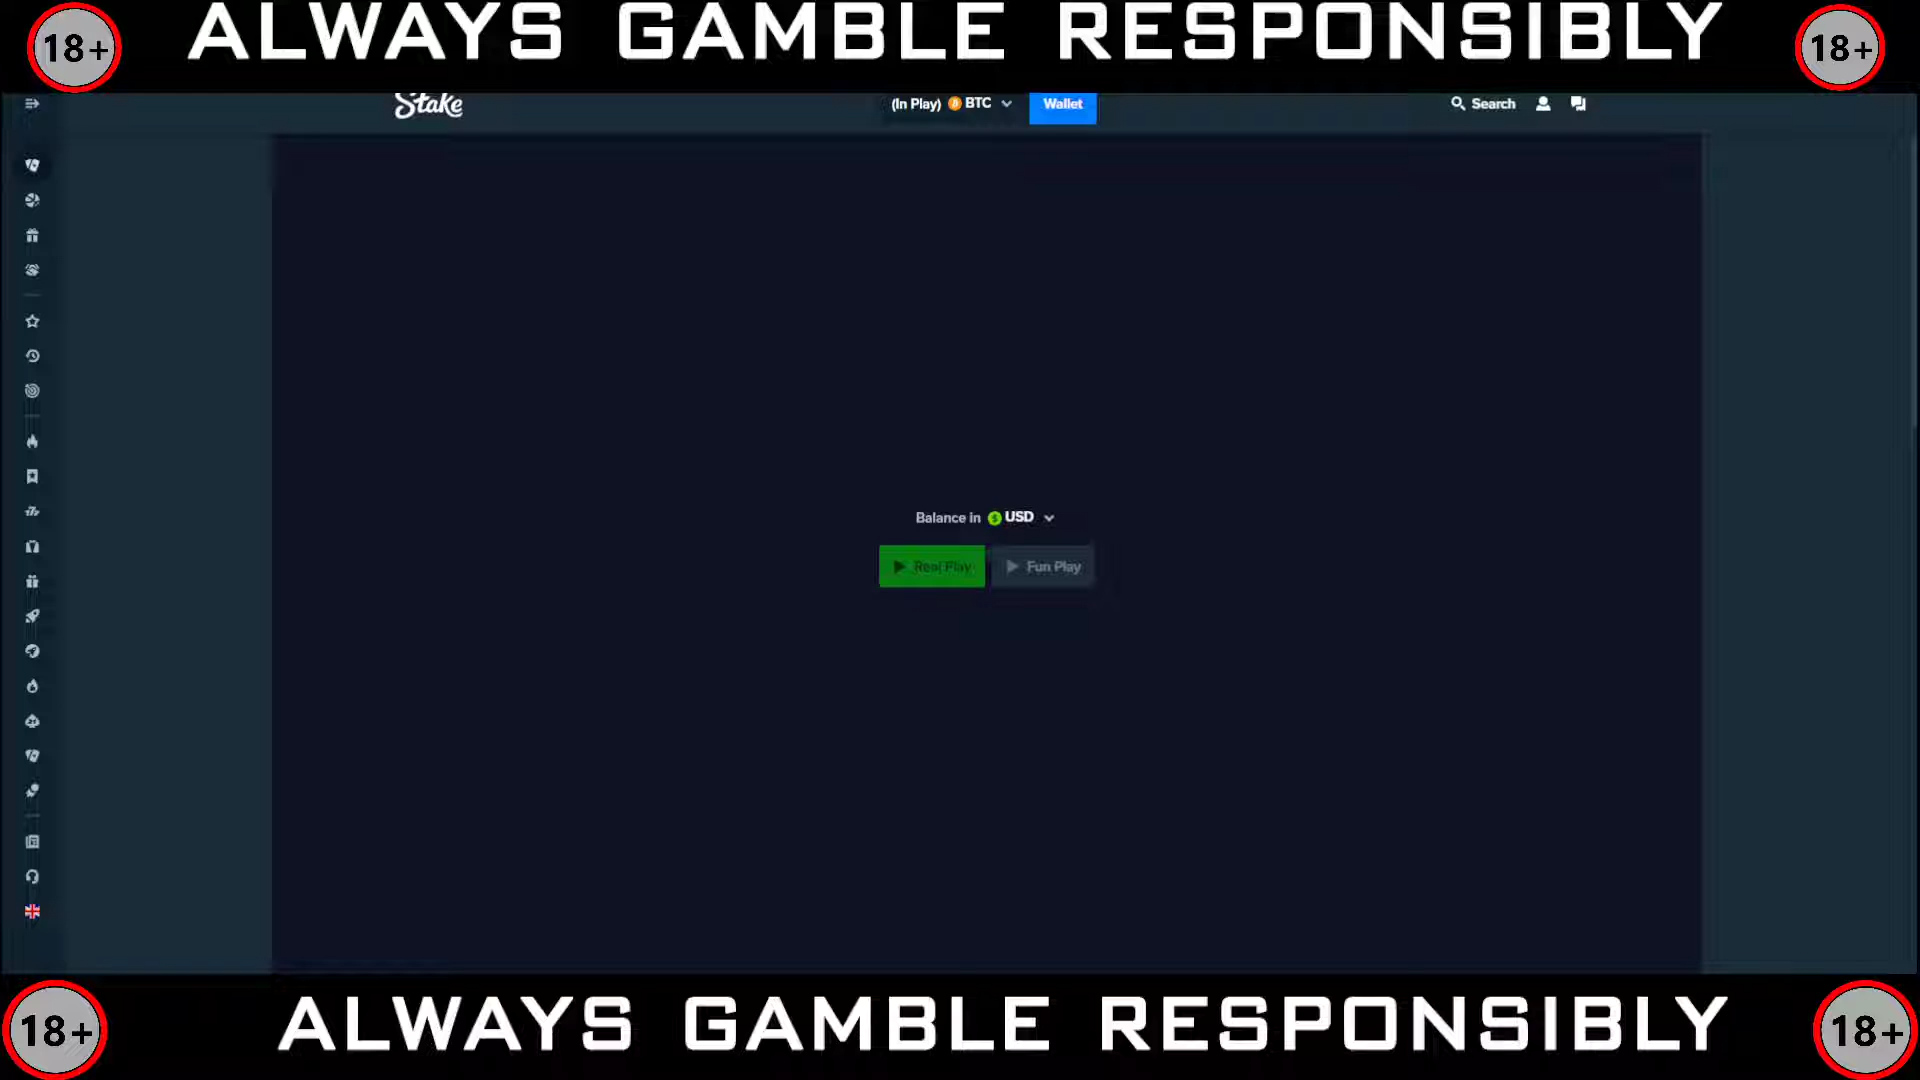 18+ ALWAYS GAMBLE RESPONSIBLY 18+
Stake (In Play) BTC Wallet Search
Balance in USD
Real Play Fun Play
18+ ALWAYS GAMBLE RESPONSIBLY 18+